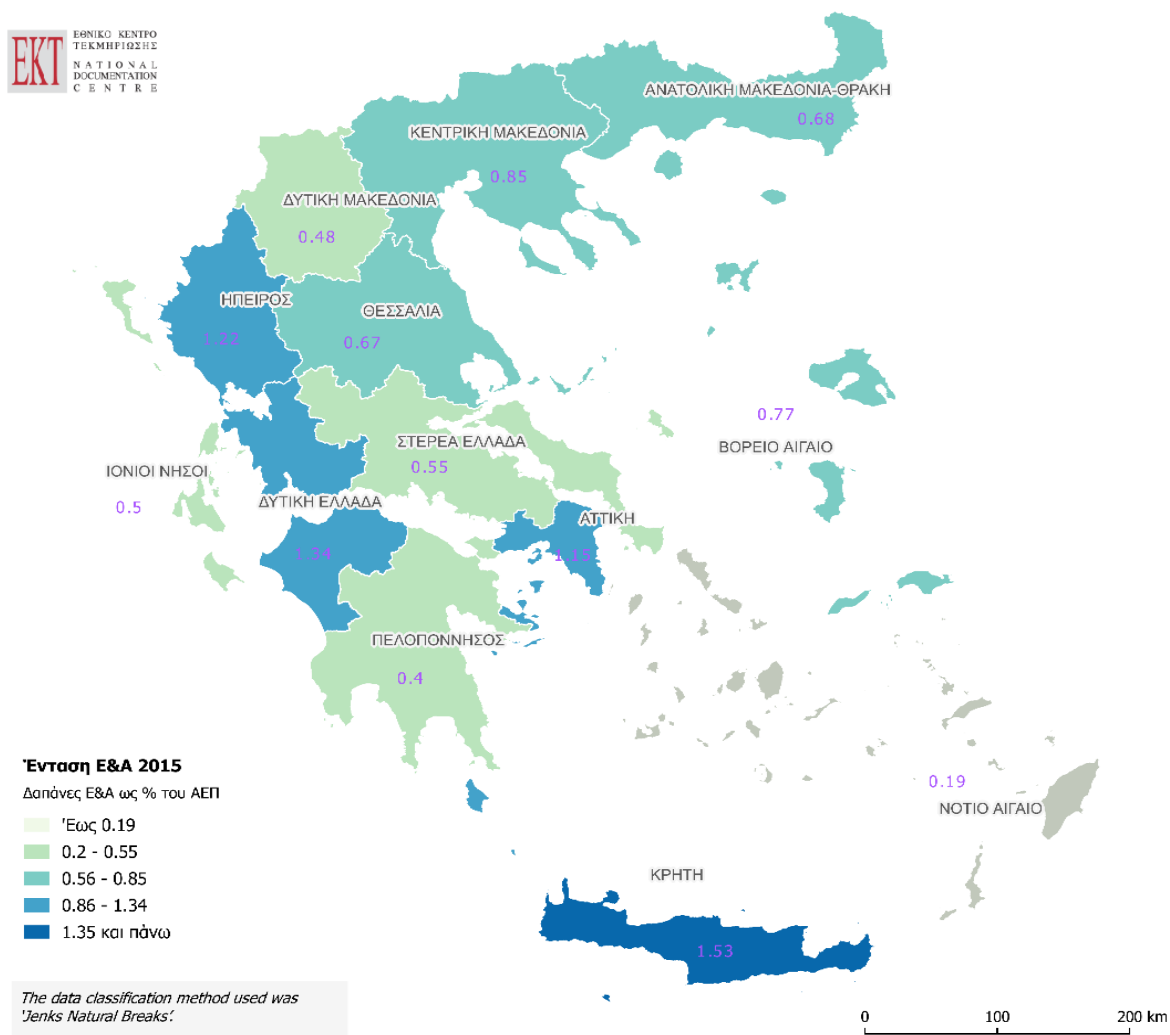 ΕΚΤ
ΕΘΝΙΚΟ ΚΕΝΤΡΟ
ΤΕΚΜΗΡΙΩΣΗΣ
NATIONAL
DOCUMENTATION
CENTRE
ΑΝΑΤΟΛΙΚΗ ΜΑΚΕΔΟΝΙΑ-ΘΡΑΚΗ
0.68
ΚΕΝΤΡΙΚΗ ΜΑΚΕΔΟΝΙΑ
0.85
ΔΥΤΙΚΗ ΜΑΚΕΔΟΝΙΑ
0.48
ΗΠΕΙΡΟΣ
1.22
ΘΕΣΣΑΛΙΑ
0.67
0.77
ΒΟΡΕΙΟ ΑΙΓΑΙΟ
ΣΤΕΡΕΑ ΕΛΛΑΔΑ
0.55
ΙΟΝΙΟΙ ΝΗΣΟΙ
0.5
ΔΥΤΙΚΗ ΕΛΛΑΔΑ
1.34
ΑΤΤΙΚΗ
1.15
ΠΕΛΟΠΟΝΝΗΣΟΣ
0.4
0.19
ΝΟΤΙΟ ΑΙΓΑΙΟ
ΚΡΗΤΗ
1.53
Ένταση Ε&Α 2015
Δαπάνες Ε&Α ως % του ΑΕΠ
Έως 0.19
0.2 - 0.55
0.56 - 0.85
0.86 - 1.34
1.35 και πάνω
The data classification method used was
'Jenks Natural Breaks'.
0 100 200 km